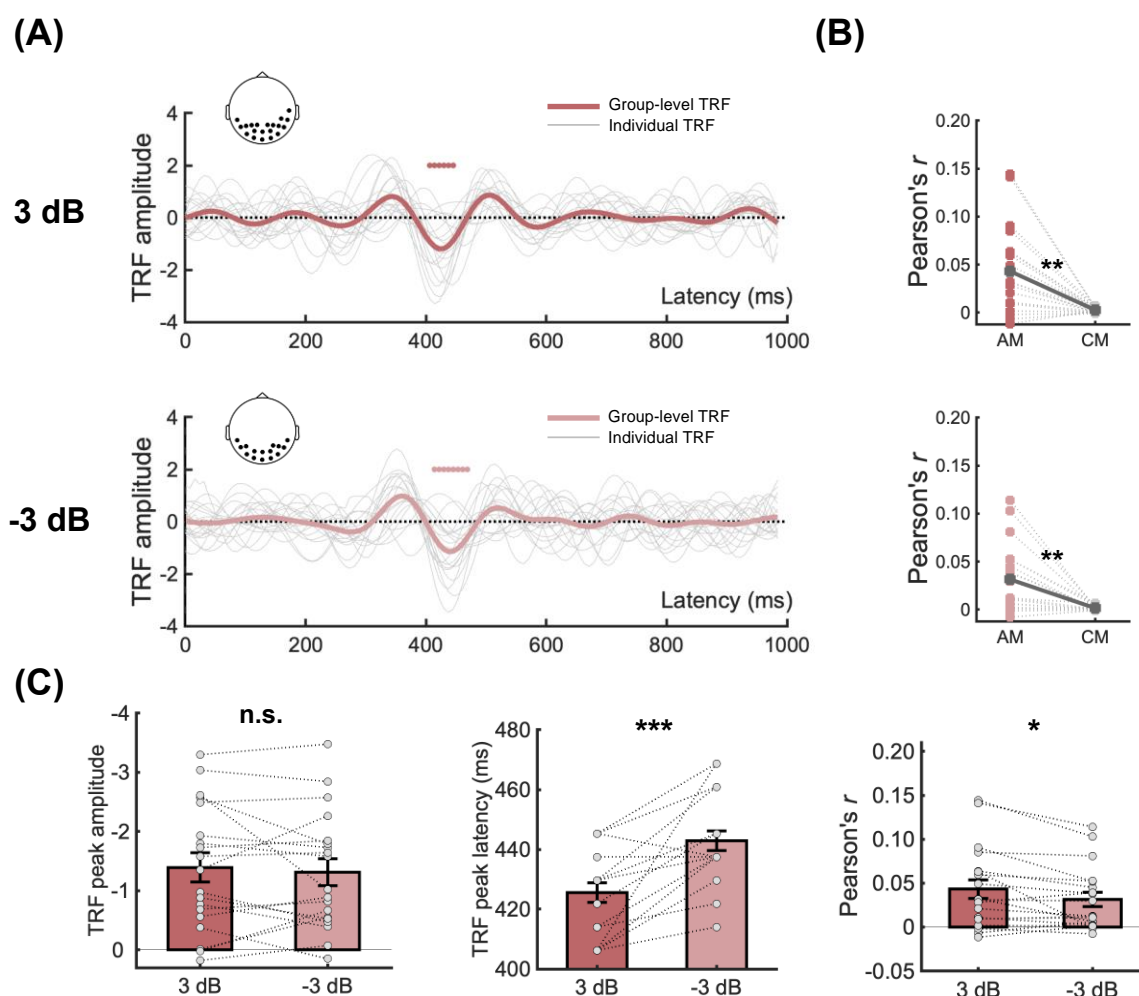 (A)
(B)
3 dB
TRF amplitude
4
2
0
-2
-4
Group-level TRF
Individual TRF
Latency (ms)
0 200 400 600 800 1000
Pearson's r
0.20
0.15
0.10
0.05
0
**
AM CM
-3 dB
TRF amplitude
4
2
0
-2
-4
Group-level TRF
Individual TRF
Latency (ms)
0 200 400 600 800 1000
Pearson's r
0.20
0.15
0.10
0.05
0
**
AM CM
(C)
TRF peak amplitude
-4
-3
-2
-1
0
n.s.
3 dB -3 dB
TRF peak latency (ms)
480
460
440
420
400
***
3 dB -3 dB
Pearson's r
0.20
0.15
0.10
0.05
0
-0.05
*
3 dB -3 dB